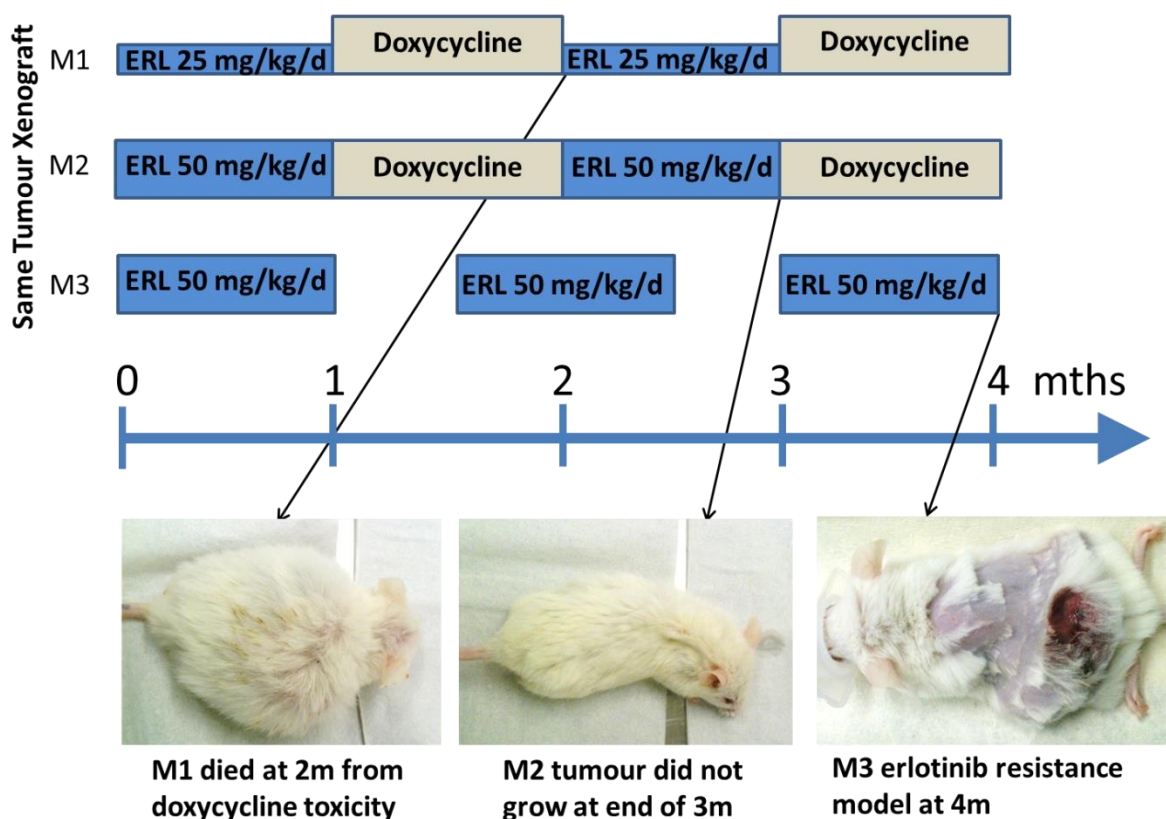 Same Tumour Xenograft
M1
ERL 25 mg/kg/d
Doxycycline
ERL 25 mg/kg/d
Doxycycline
M2
ERL 50 mg/kg/d
Doxycycline
ERL 50 mg/kg/d
Doxycycline
M3
ERL 50 mg/kg/d
ERL 50 mg/kg/d
ERL 50 mg/kg/d
0 1 2 3 4 mths
M1 died at 2m from
doxycycline toxicity
M2 tumour did not
grow at end of 3m
M3 erlotinib resistance
model at 4m